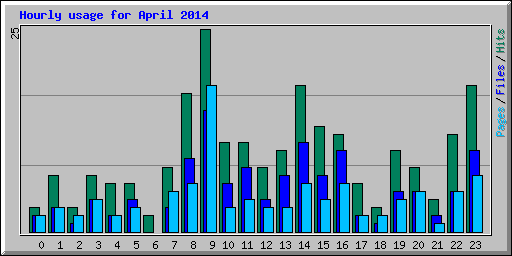 Hourly usage for April 2014
25
Pages / Files / Hits
0 1 2 3 4 5 6 7 8 9 10 11 12 13 14 15 16 17 18 19 20 21 22 23